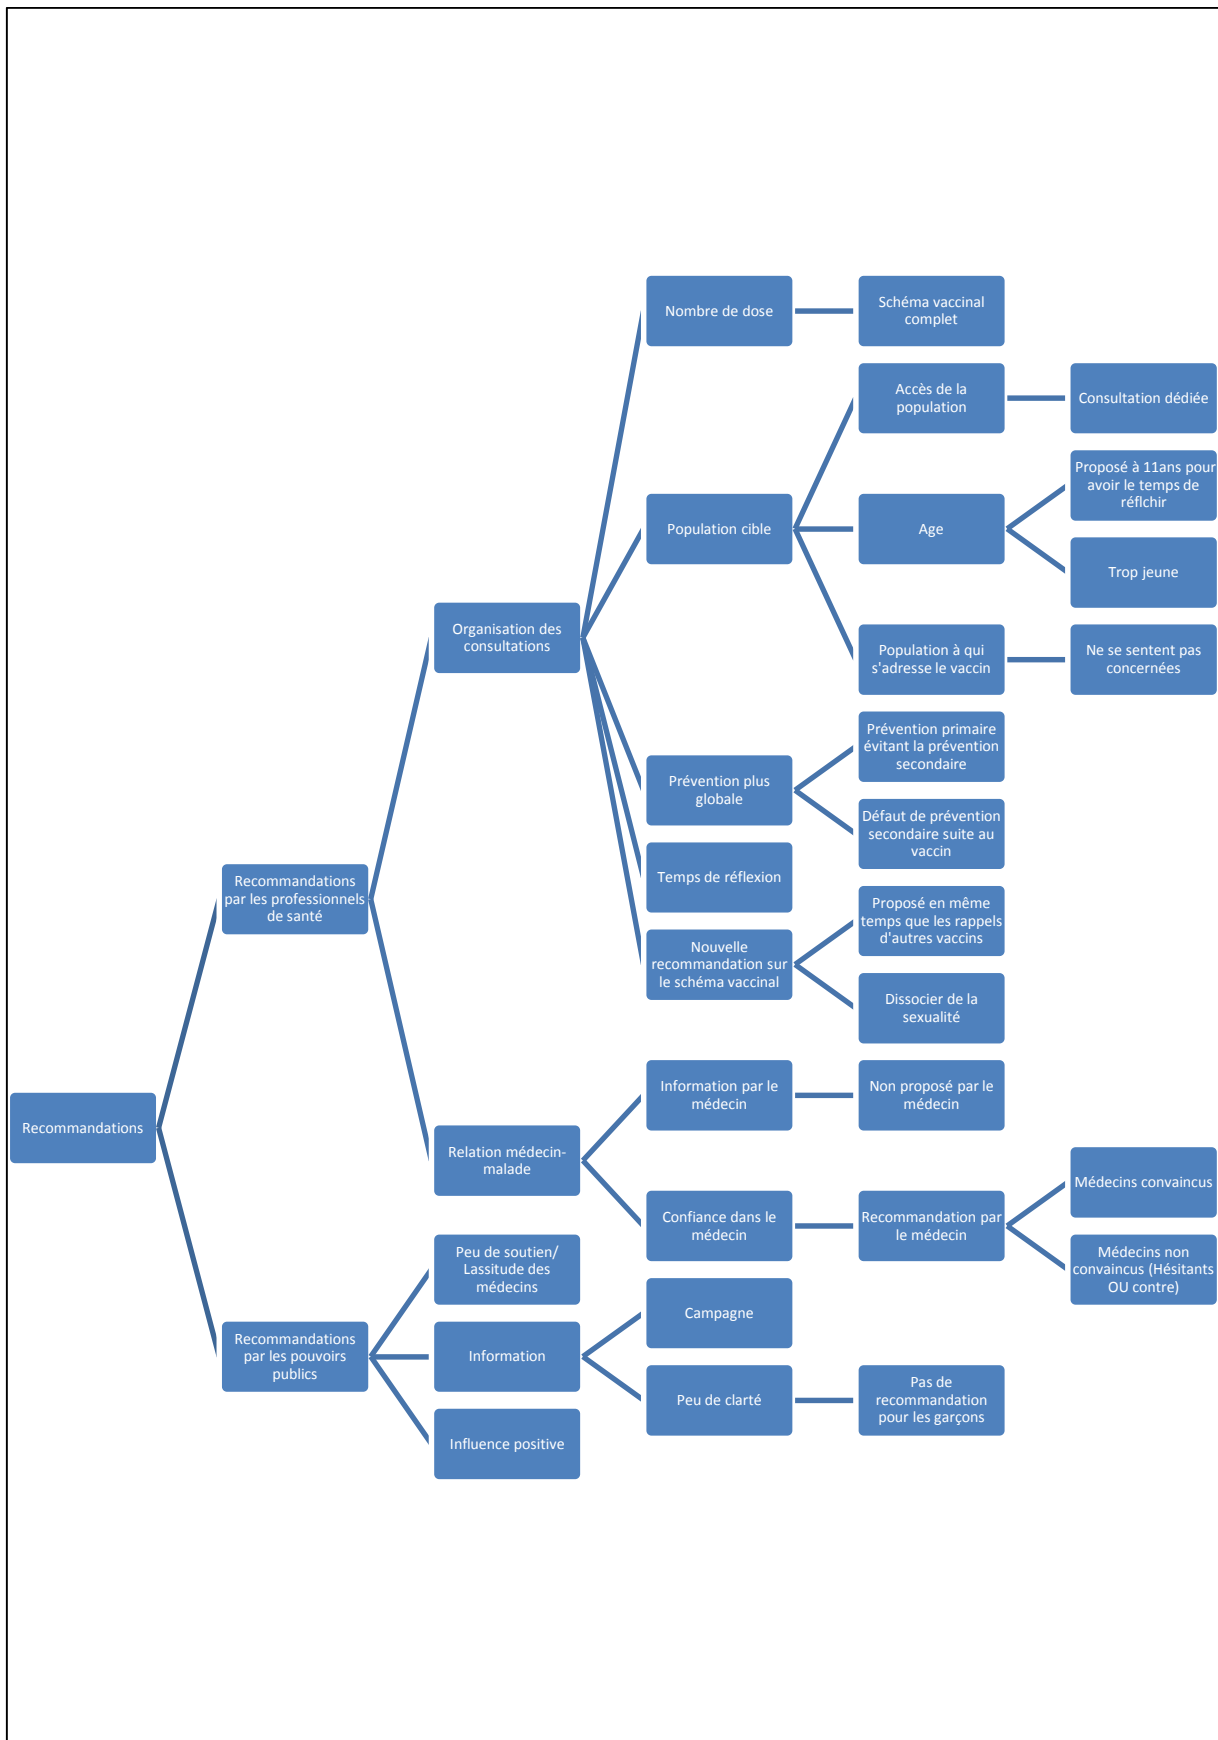 Nombre de dose
Schéma vaccinal
complet
Accès de la
population
Consultation dédiée
Proposé à 11ans pour
avoir le temps de
réflchir
Population cible
Age
Trop jeune
Organisation des
consultations
Population à qui
s'adresse le vaccin
Ne se sentent pas
concernées
Prévention primaire
évitant la prévention
secondaire
Prévention plus
globale
Défaut de prévention
secondaire suite au
vaccin
Recommandations
par les professionnels
de santé
Temps de réflexion
Proposé en même
temps que les rappels
d'autres vaccins
Nouvelle
recommandation sur
le schéma vaccinal
Dissocier de la
sexualité
Information par le
médecin
Non proposé par le
médecin
Recommandations
Relation médecin-
malade
Médecins convaincus
Confiance dans le
médecin
Recommandation par
le médecin
Peu de soutien/
Lassitude des
médecins
Médecins non
convaincus (Hésitants
OU contre)
Campagne
Recommandations
par les pouvoirs
publics
Information
Peu de clarté
Pas de
recommandation
pour les garçons
Influence positive